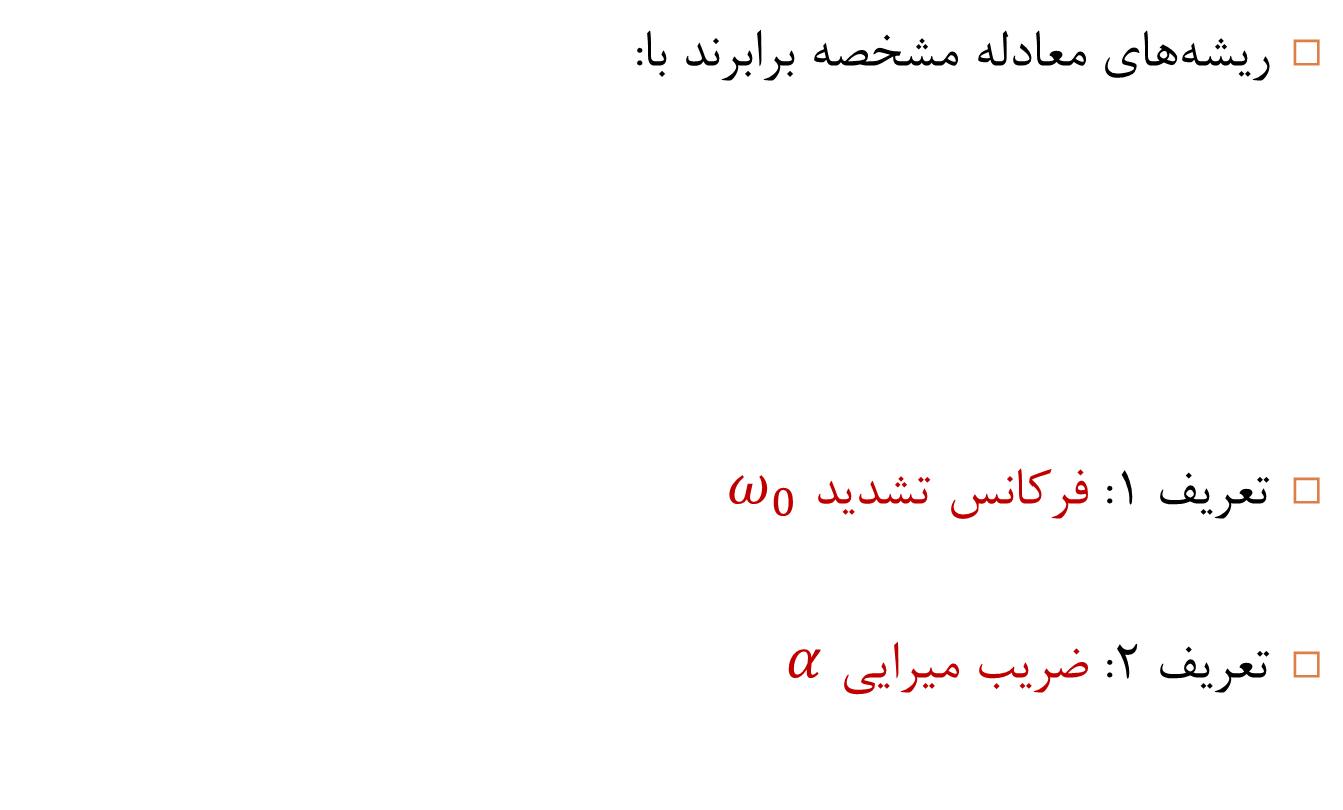 ریشه‌های معادله مشخصه برابرند با:
تعریف ۱: فرکانس تشدید ω₀
تعریف ۲: ضریب میرایی α